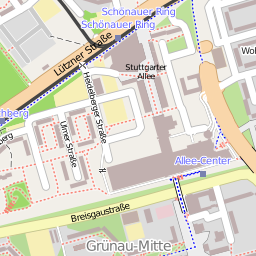 Schönauer Ring
Schönauer Ring
Lützner Straße
Stuttgarter
Allee
Heidelberger Straße
Ulmer Straße
Allee-Center
Breisgaustraße
Grünau-Mitte